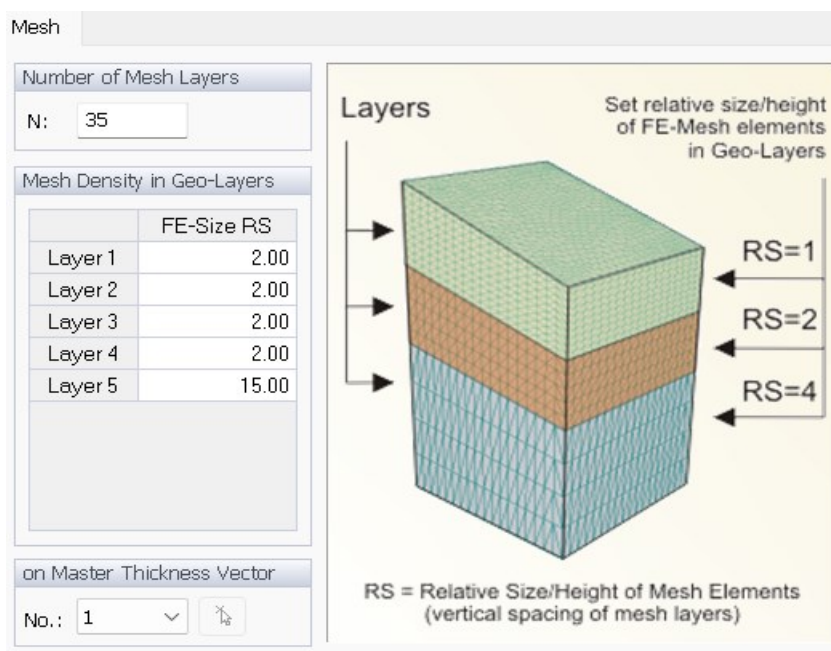 Mesh
Number of Mesh Layers
N: 35
Mesh Density in Geo-Layers
FE-Size RS
Layer 1 2.00
Layer 2 2.00
Layer 3 2.00
Layer 4 2.00
Layer 5 15.00
on Master Thickness Vector
No.: 1
Layers
Set relative size/height
of FE-Mesh elements
in Geo-Layers
RS=1
RS=2
RS=4
RS = Relative Size/Height of Mesh Elements
(vertical spacing of mesh layers)